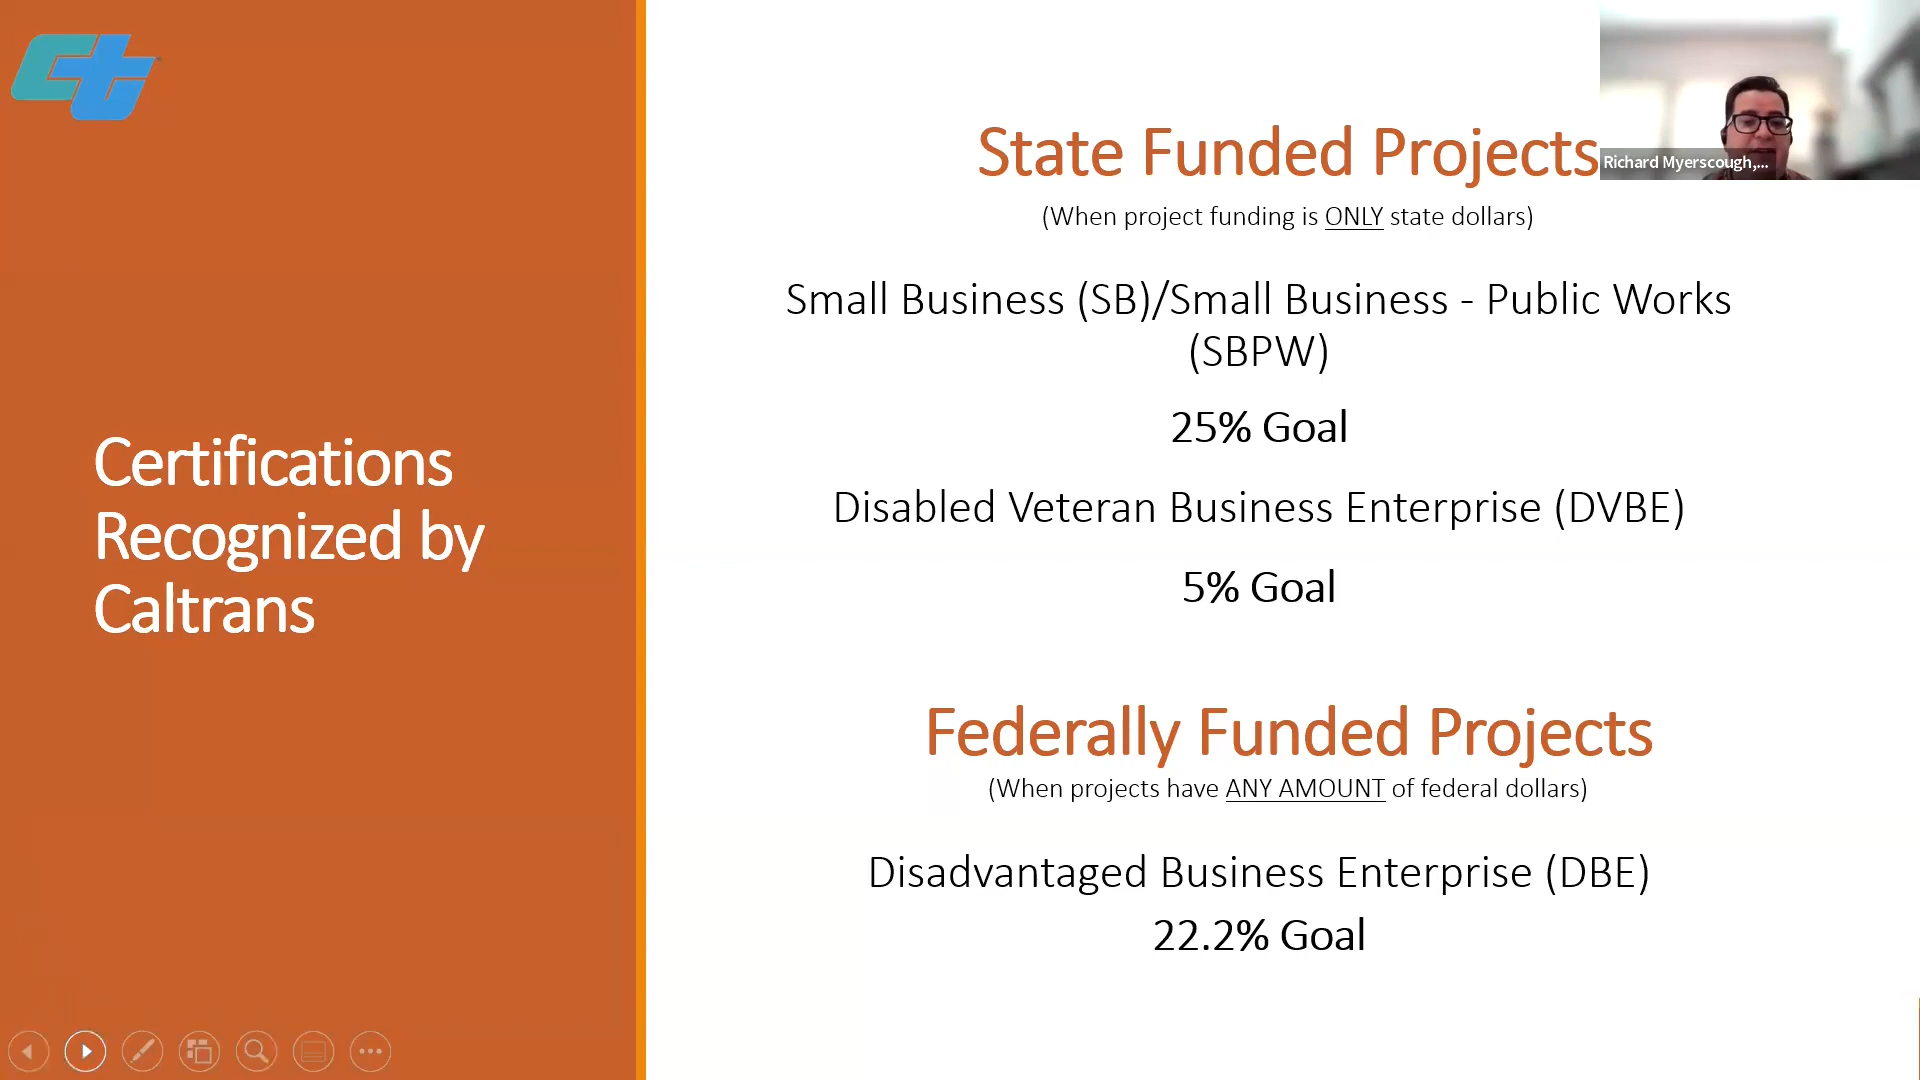 Ct
Certifications
Recognized by
Caltrans
State Funded Projects
(When project funding is ONLY state dollars)
Small Business (SB)/Small Business - Public Works
(SBPW)
25% Goal
Disabled Veteran Business Enterprise (DVBE)
5% Goal
Federally Funded Projects
(When projects have ANY AMOUNT of federal dollars)
Disadvantaged Business Enterprise (DBE)
22.2% Goal
Richard Myerscough,...